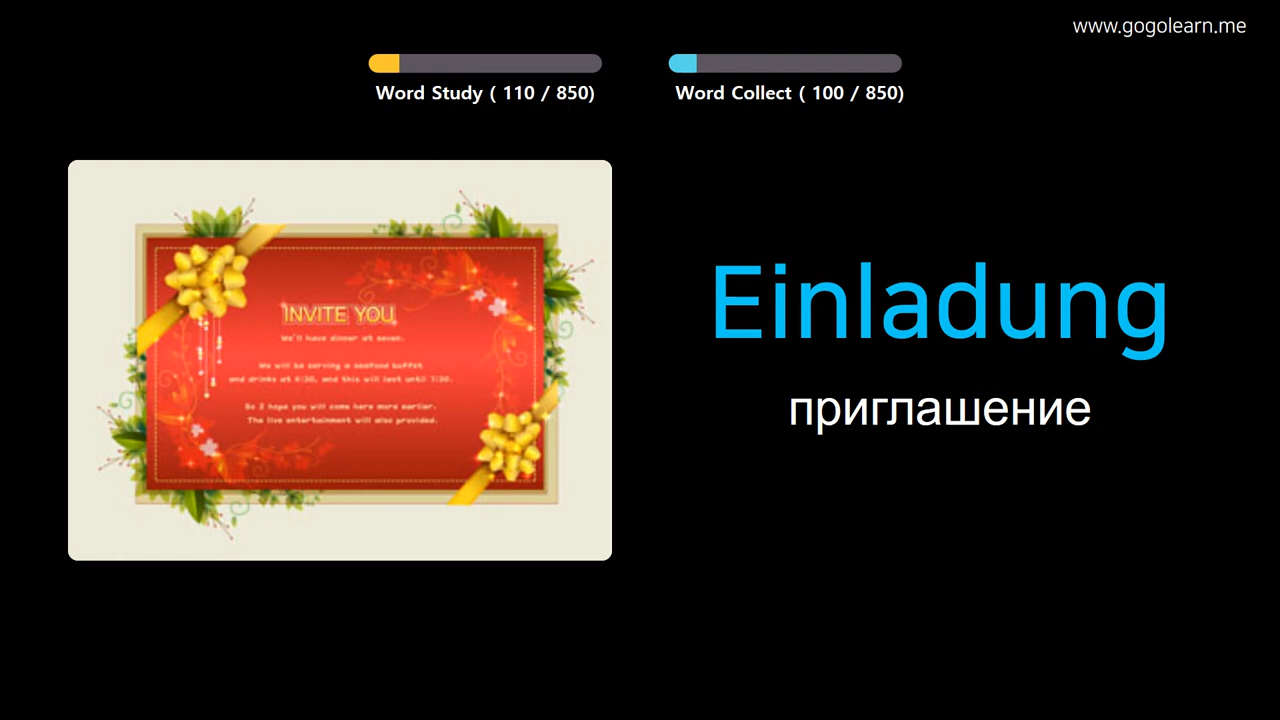 www.gogolearn.me
Word Study ( 110 / 850)
Word Collect ( 100 / 850)
INVITE YOU
We'll have dinner at seven.
We will be serving a seafood buffet
and drinks at 6:30, and this will last until 7:30.
So I hope you will come here more earlier.
The live entertainment will also provided.
Einladung
приглашение